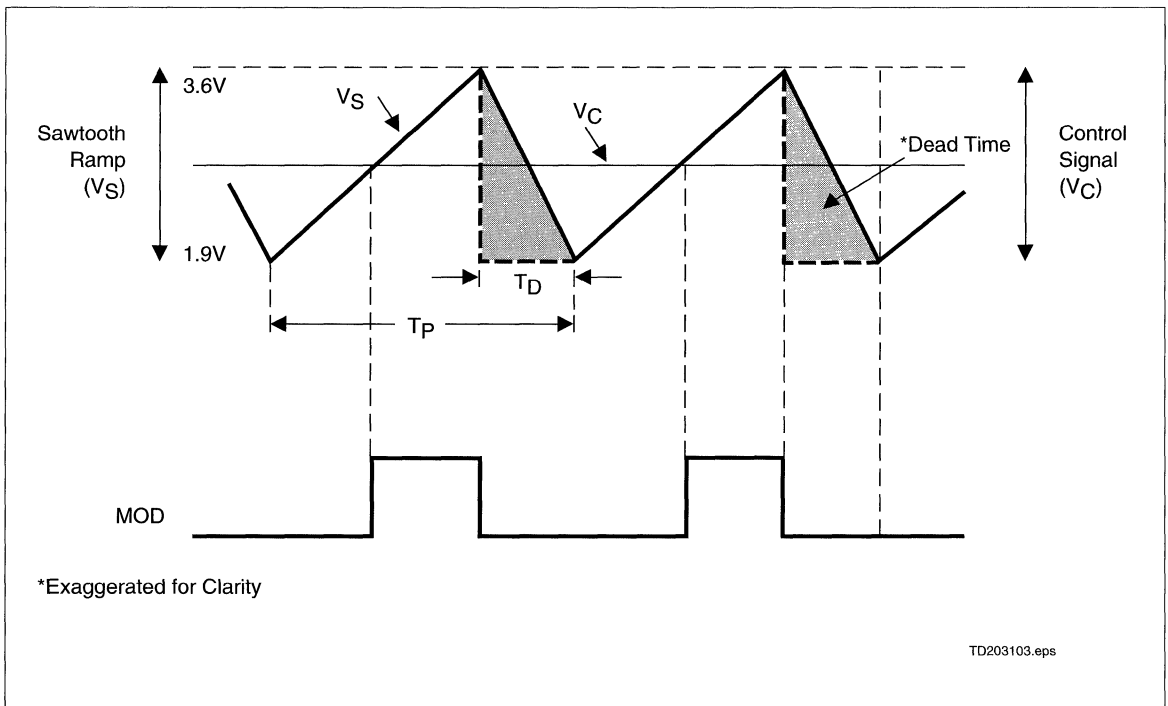 3.6V
VS
VC
Sawtooth
Ramp
(VS)
*Dead Time
Control
Signal
(VC)
1.9V
TD
TP
MOD
*Exaggerated for Clarity
TD203103.eps